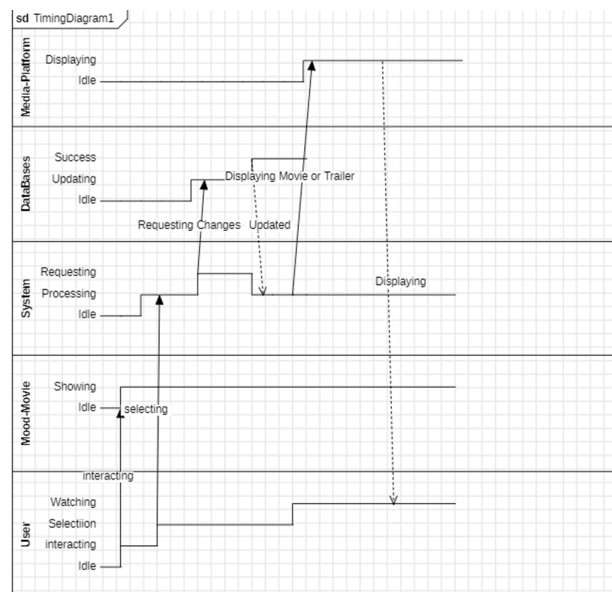 sd TimingDiagram1
Media-Platform
Displaying
Idle
DataBases
Success
Updating
Idle
Displaying Movie or Trailer
Requesting Changes
Updated
System
Requesting
Processing
Idle
Displaying
Mood-Movie
Showing
Idle
selecting
interacting
User
Watching
Selectiion
interacting
Idle